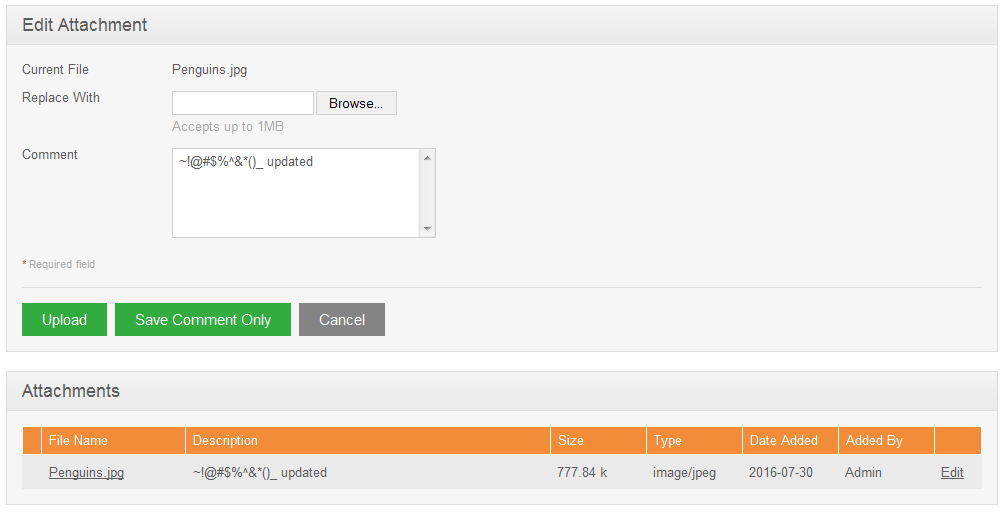 Edit Attachment
Current File Penguins.jpg
Replace With Browse...
Accepts up to 1MB
Comment ~!@#$%^&*()_ updated
* Required field
Upload Save Comment Only Cancel
Attachments
File Name Description Size Type Date Added Added By
Penguins.jpg ~!@#$%^&*()_ updated 777.84 k image/jpeg 2016-07-30 Admin Edit